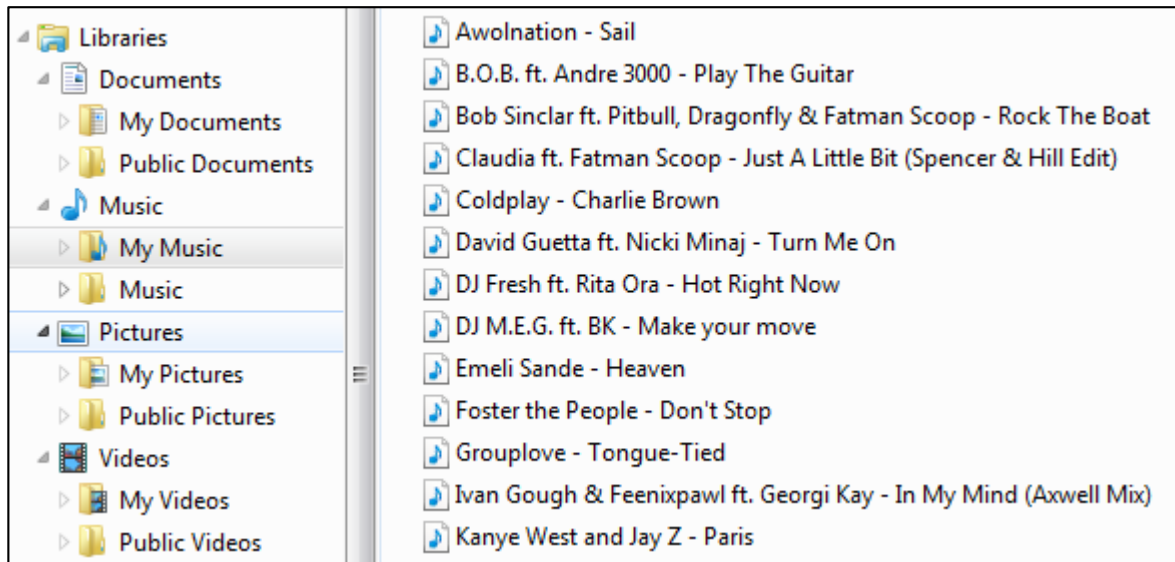 Libraries
Documents
My Documents
Public Documents
Music
My Music
Music
Pictures
My Pictures
Public Pictures
Videos
My Videos
Public Videos
Awolnation - Sail
B.O.B. ft. Andre 3000 - Play The Guitar
Bob Sinclar ft. Pitbull, Dragonfly & Fatman Scoop - Rock The Boat
Claudia ft. Fatman Scoop - Just A Little Bit (Spencer & Hill Edit)
Coldplay - Charlie Brown
David Guetta ft. Nicki Minaj - Turn Me On
DJ Fresh ft. Rita Ora - Hot Right Now
DJ M.E.G. ft. BK - Make your move
Emeli Sande - Heaven
Foster the People - Don't Stop
Grouplove - Tongue-Tied
Ivan Gough & Feenixpawl ft. Georgi Kay - In My Mind (Axwell Mix)
Kanye West and Jay Z - Paris